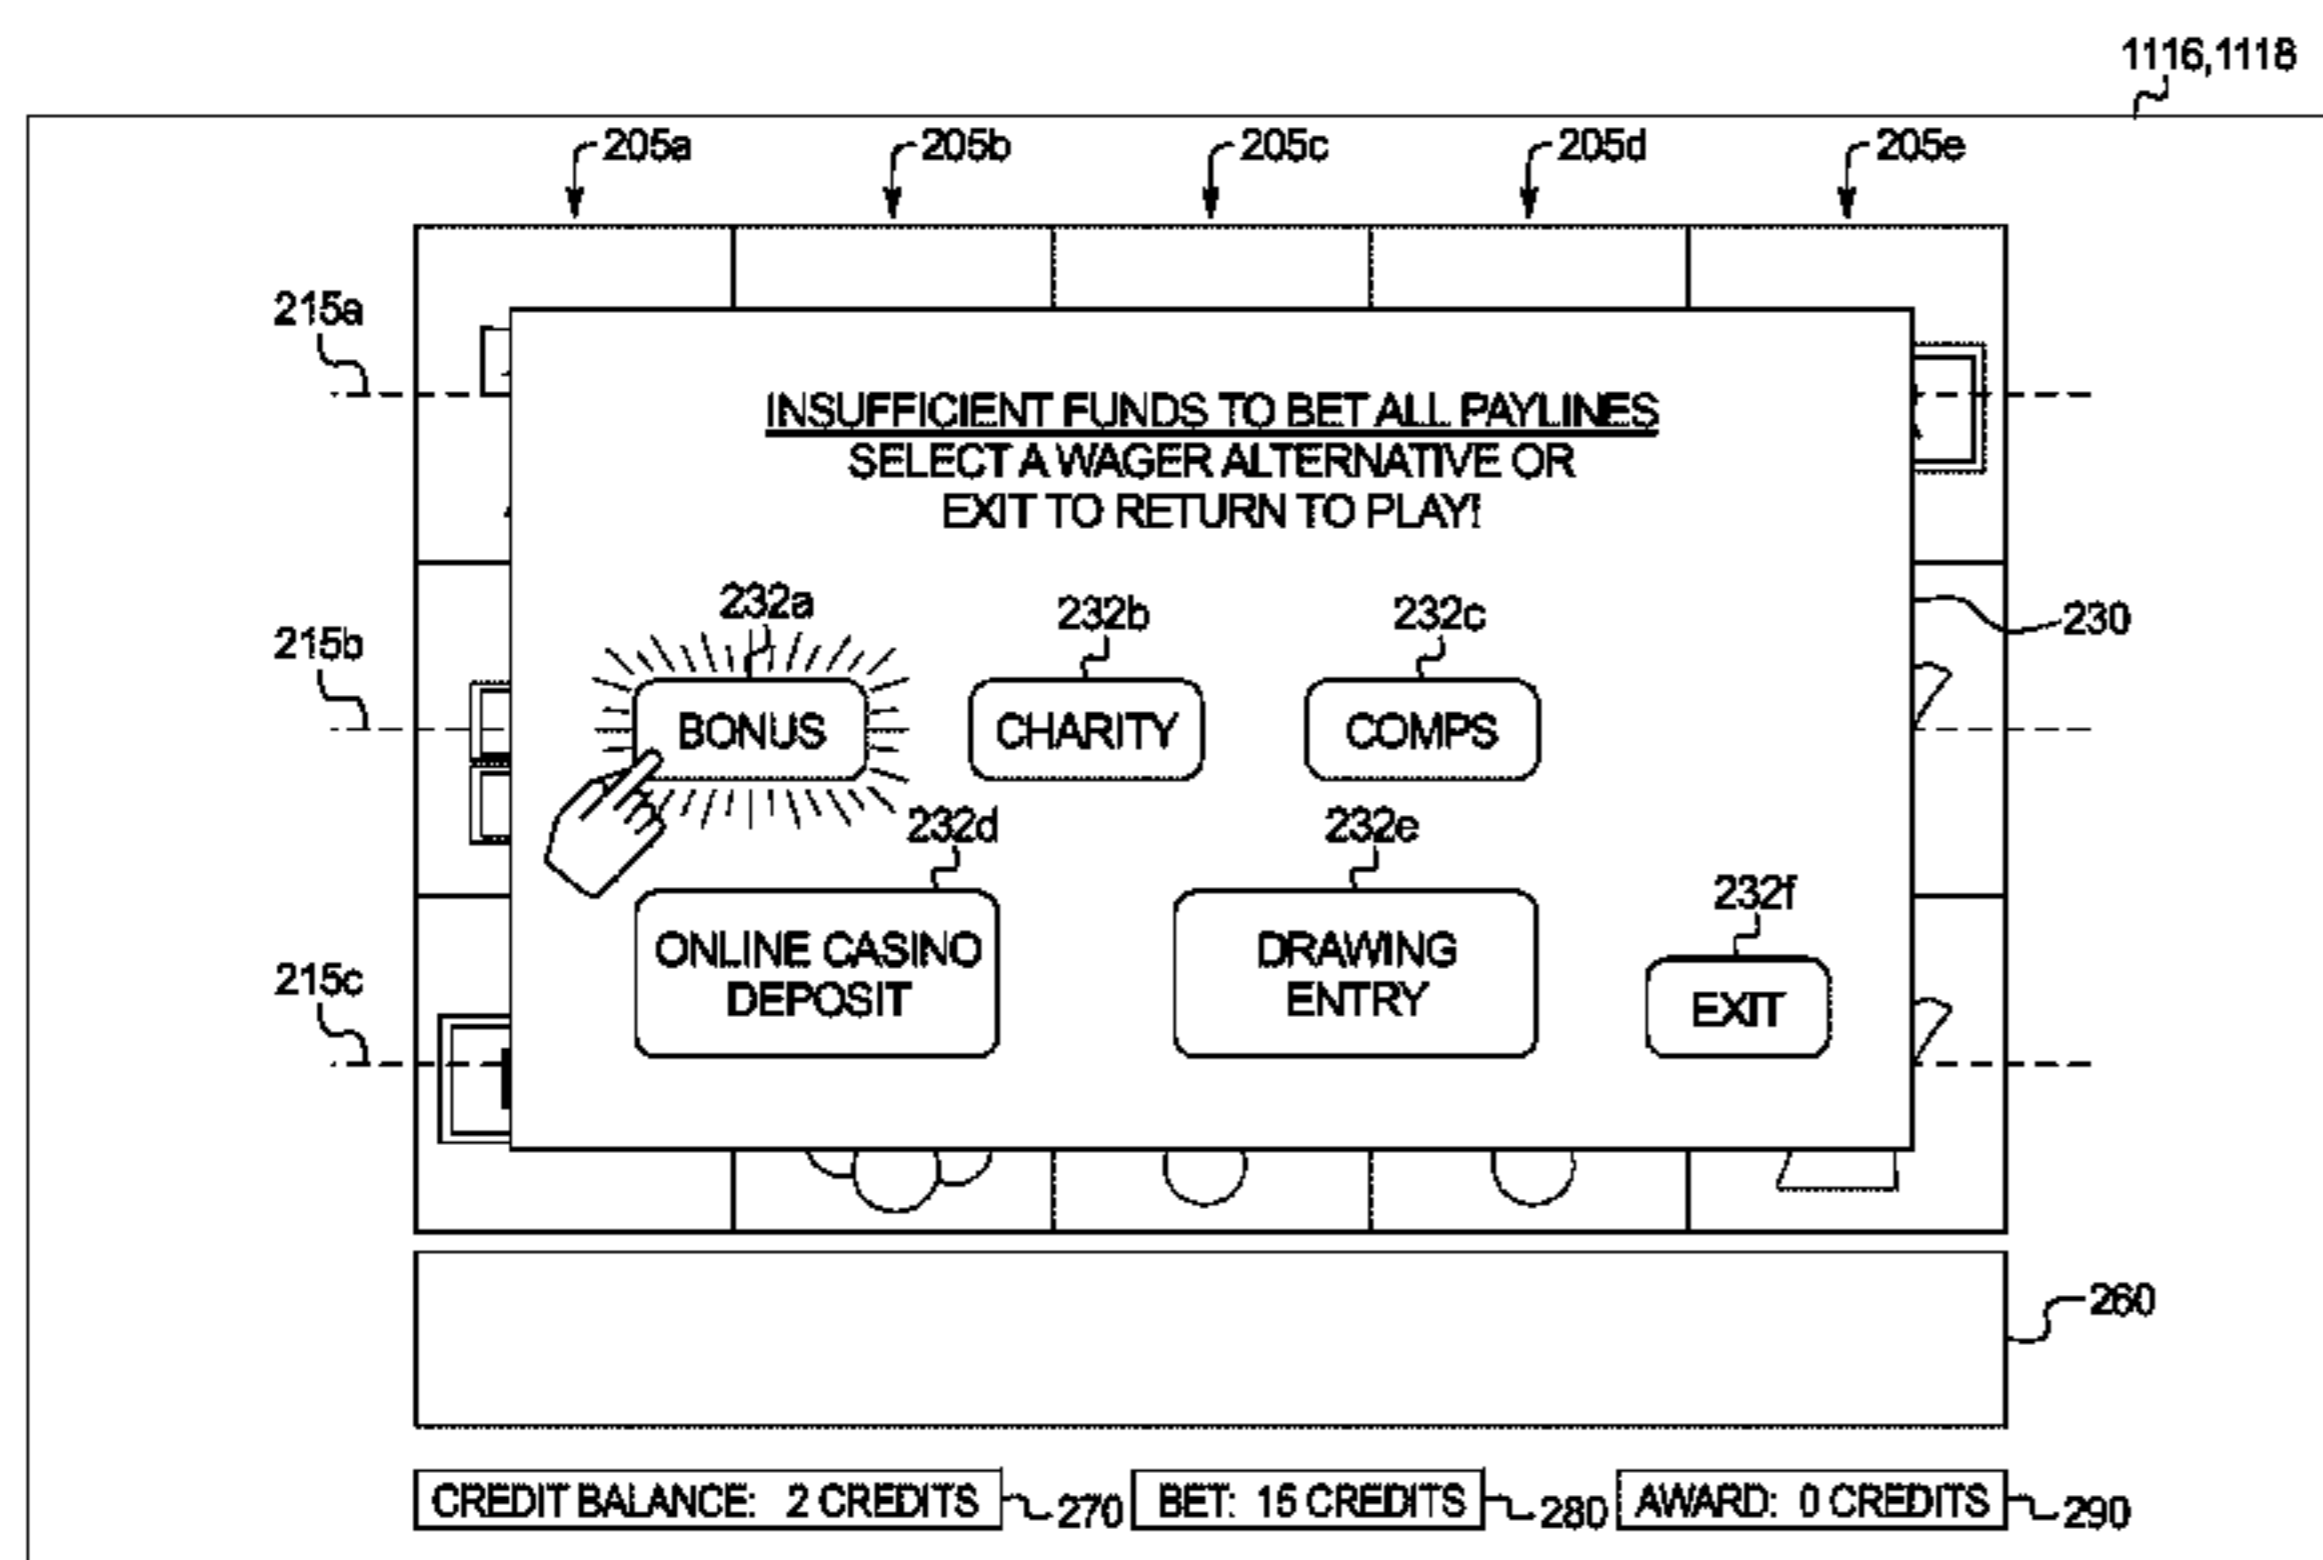 1116,1118
205a 205b 205c 205d 205e
215a
INSUFFICIENT FUNDS TO BET ALL PAYLINES
SELECT A WAGER ALTERNATIVE OR
EXIT TO RETURN TO PLAY!
232a 232b 232c
230
215b
BONUS CHARITY COMPS
232d 232e
232f
ONLINE CASINO
DEPOSIT
DRAWING
ENTRY
EXIT
215c
260
CREDIT BALANCE: 2 CREDITS 270 BET: 15 CREDITS 280 AWARD: 0 CREDITS 290